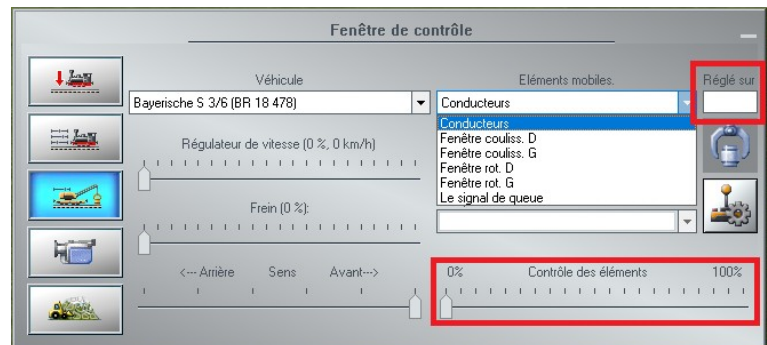 Fenêtre de contrôle
Véhicule
Eléments mobiles.
Réglé sur
Bayerische S 3/6 (BR 18 478)
Conducteurs
Conducteurs
Fenêtre couliss. D
Fenêtre couliss. G
Fenêtre rot. D
Fenêtre rot. G
Le signal de queue
Régulateur de vitesse (0 %, 0 km/h)
Frein (0 %):
<--- Arrière Sens Avant--->
0% Contrôle des éléments 100%